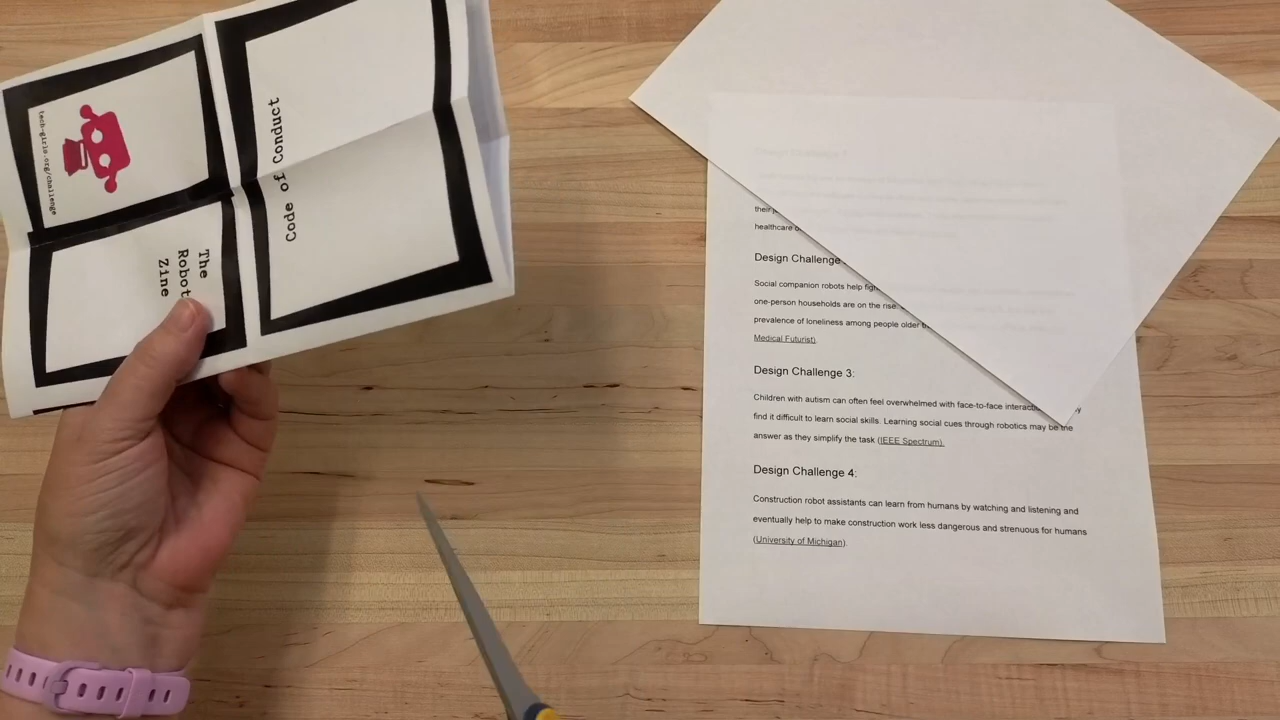 tech-girls.org/challenge
The
Robot
Zine
Code of Conduct
their
healthcare
Design Challenge
Social companion robots help
one-person households are on the rise.
prevalence of loneliness among people older
Medical Futurist).
Design Challenge 3:
Children with autism can often feel overwhelmed with face-to-face
find it difficult to learn social skills. Learning social cues through robotics may be the
answer as they simplify the task (IEEE Spectrum).
Design Challenge 4:
Construction robot assistants can learn from humans by watching and listening and
eventually help to make construction work less dangerous and strenuous for humans
(University of Michigan).